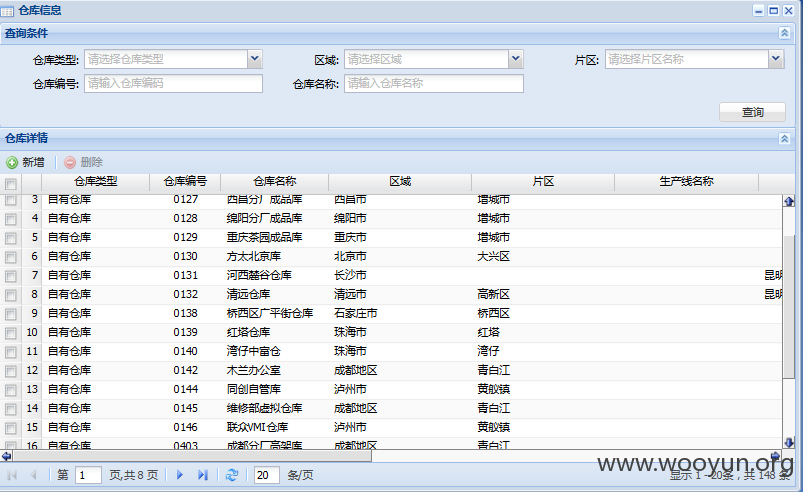 仓库信息
查询条件
仓库类型: 请选择仓库类型 区域: 请选择区域 片区: 请选择片区名称
仓库编号: 请输入仓库编码 仓库名称: 请输入仓库名称
查询
仓库详情
新增 删除
仓库类型 仓库编号 仓库名称 区域 片区 生产线名称
3 自有仓库 0127 西昌分厂成品库 西昌市 增城市
4 自有仓库 0128 绵阳分厂成品库 绵阳市 增城市
5 自有仓库 0129 重庆茶园成品库 重庆市 增城市
6 自有仓库 0130 方太北京库 北京市 大兴区
7 自有仓库 0131 河西麓谷仓库 长沙市 昆明
8 自有仓库 0132 清远仓库 清远市 高新区 昆明
9 自有仓库 0138 桥西区广平街仓库 石家庄市 桥西区
10 自有仓库 0139 红塔仓库 珠海市 红塔
11 自有仓库 0140 湾仔中富仓 珠海市 湾仔
12 自有仓库 0142 木兰办公室 成都地区 青白江
13 自有仓库 0144 同创自管库 泸州市 黄舣镇
14 自有仓库 0145 维修部虚拟仓库 成都地区 青白江
15 自有仓库 0146 联众VMI仓库 泸州市 黄舣镇
16 自有仓库 0403 成都分厂高架库 成都地区 青白江
第 1 页,共 8 页 20 条/页 显示 1 - 20条，共 148 条
www.wooyun.org